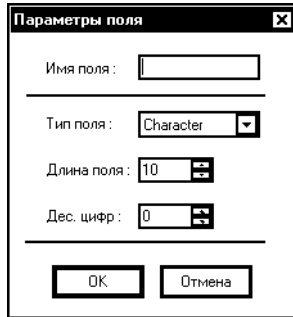 Параметры поля
Имя поля :
Тип поля : Character
Длина поля : 10
Дес. цифр : 0
OK Отмена